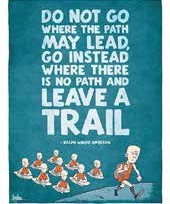 DO NOT GO
WHERE THE PATH
MAY LEAD,
GO INSTEAD
WHERE THERE
IS NO PATH AND
LEAVE A
TRAIL
- RALPH WALDO EMERSON